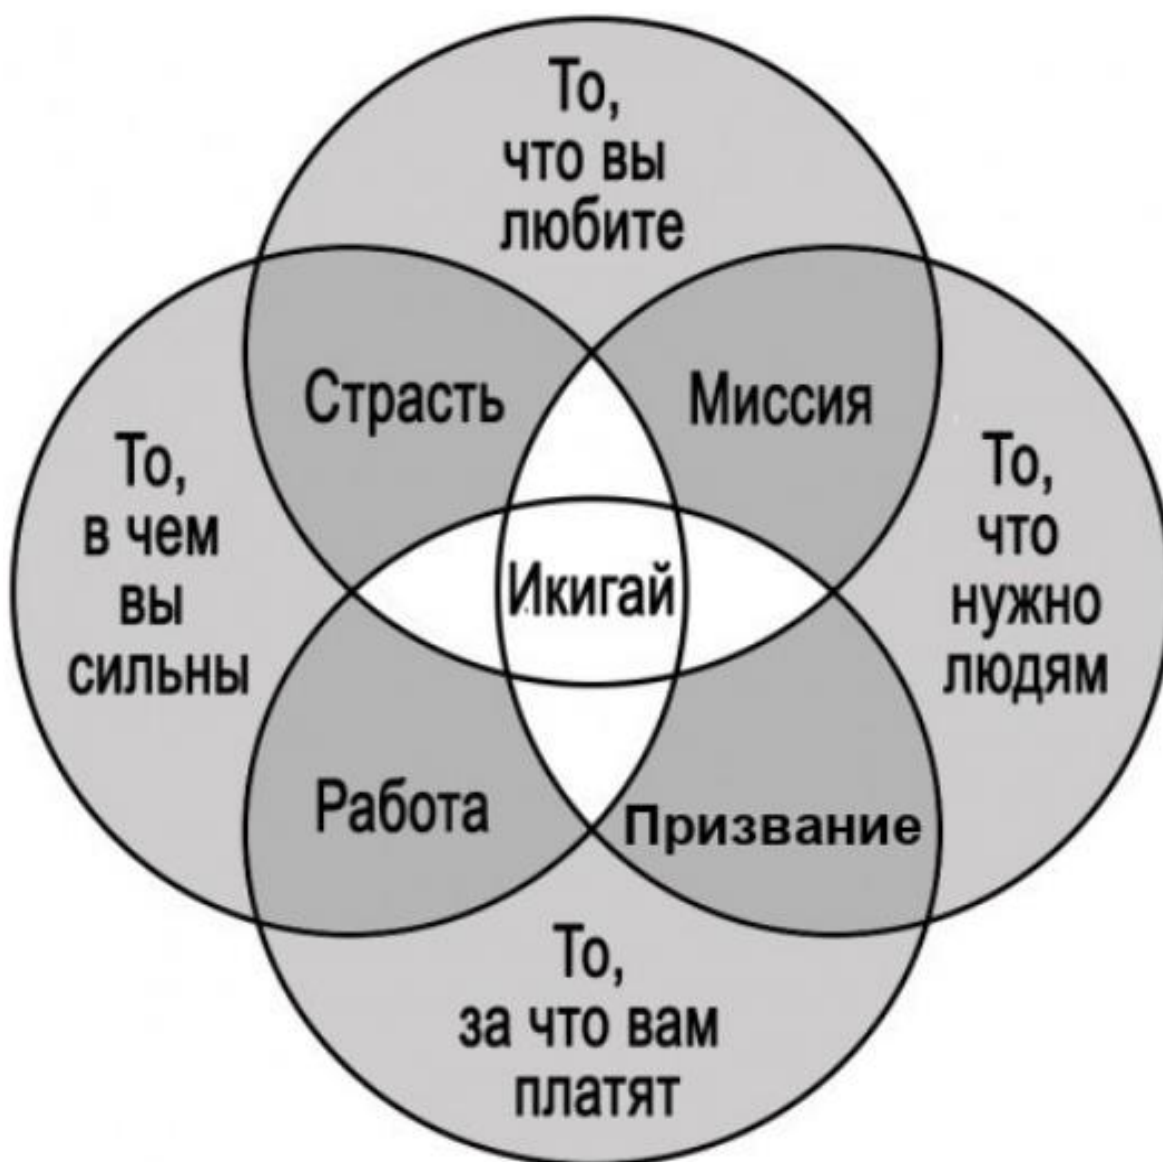 То,
что вы
любите
Страсть
Миссия
То,
в чем
вы
сильны
Икигай
То,
что
нужно
людям
Работа
Призвание
То,
за что вам
платят